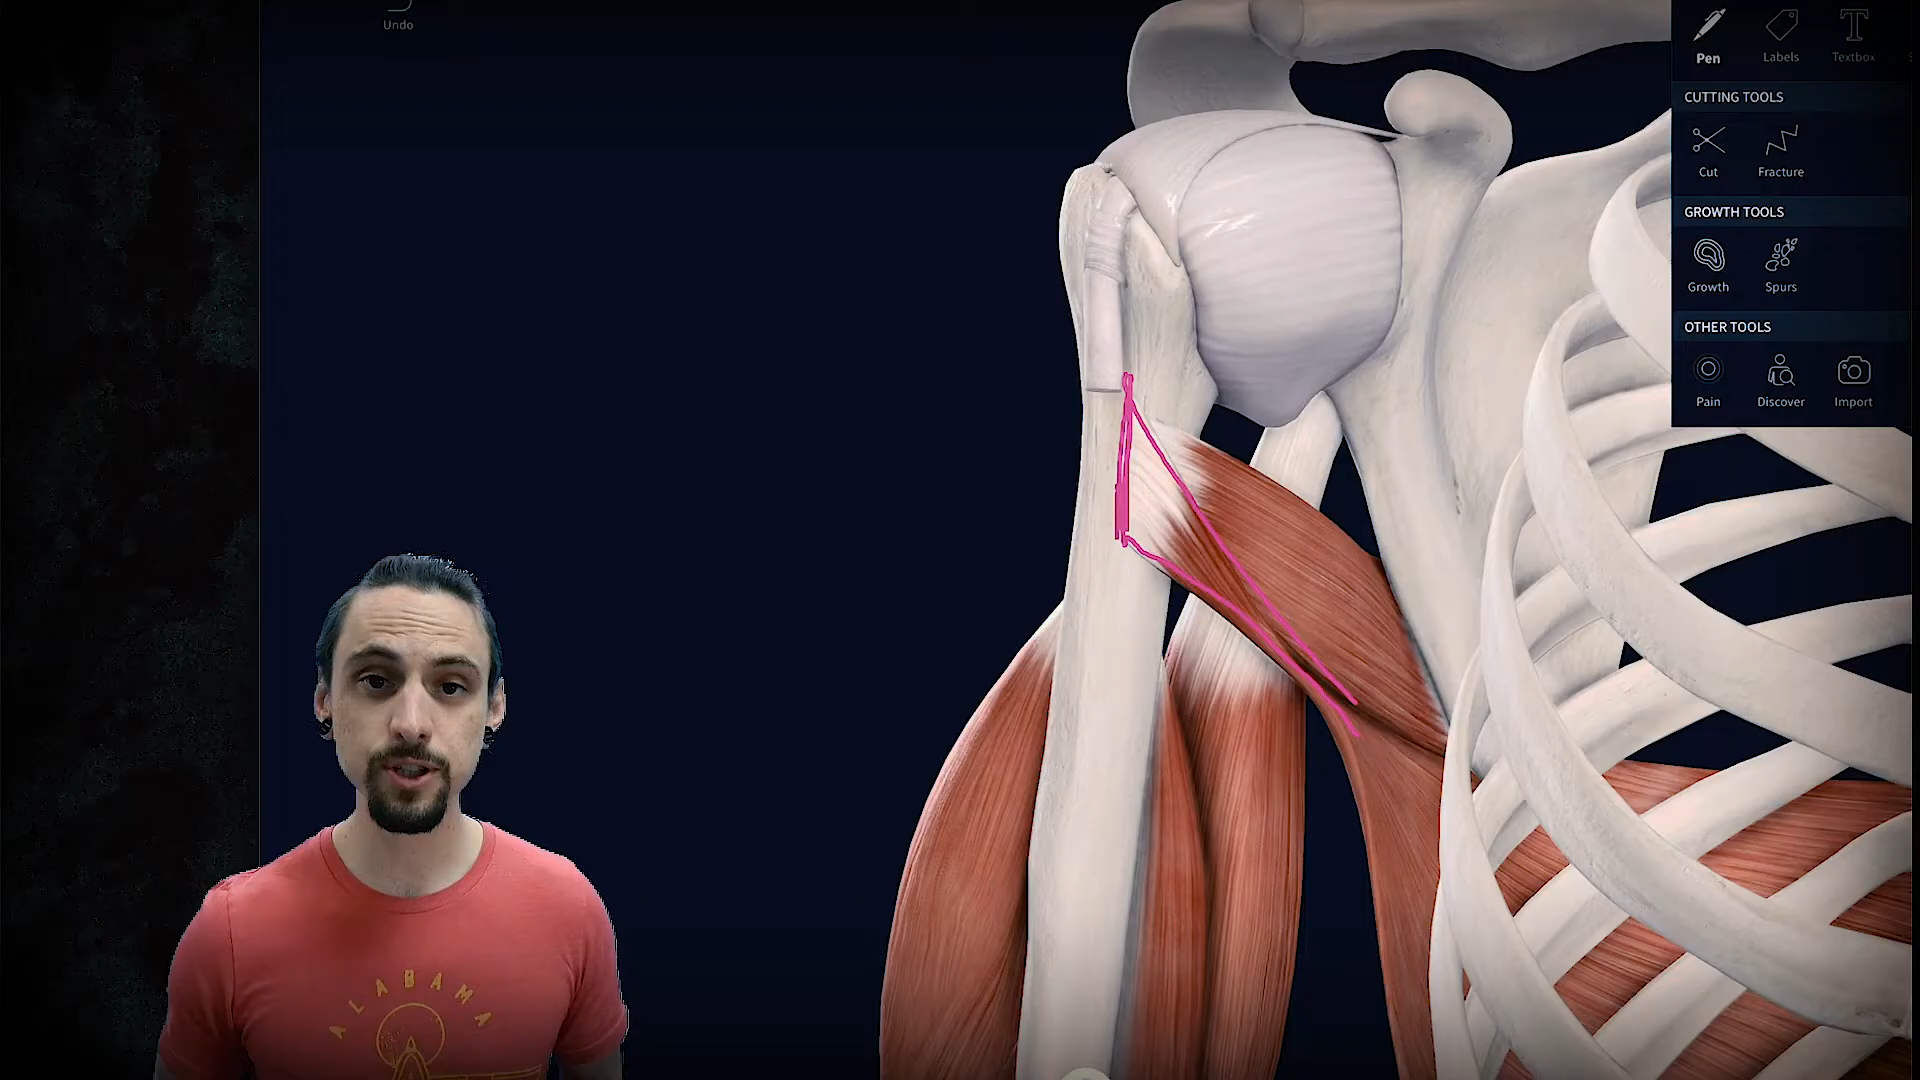 Undo
Pen Labels Textbox
CUTTING TOOLS
Cut Fracture
GROWTH TOOLS
Growth Spurs
OTHER TOOLS
Pain Discover Import
ALABAMA